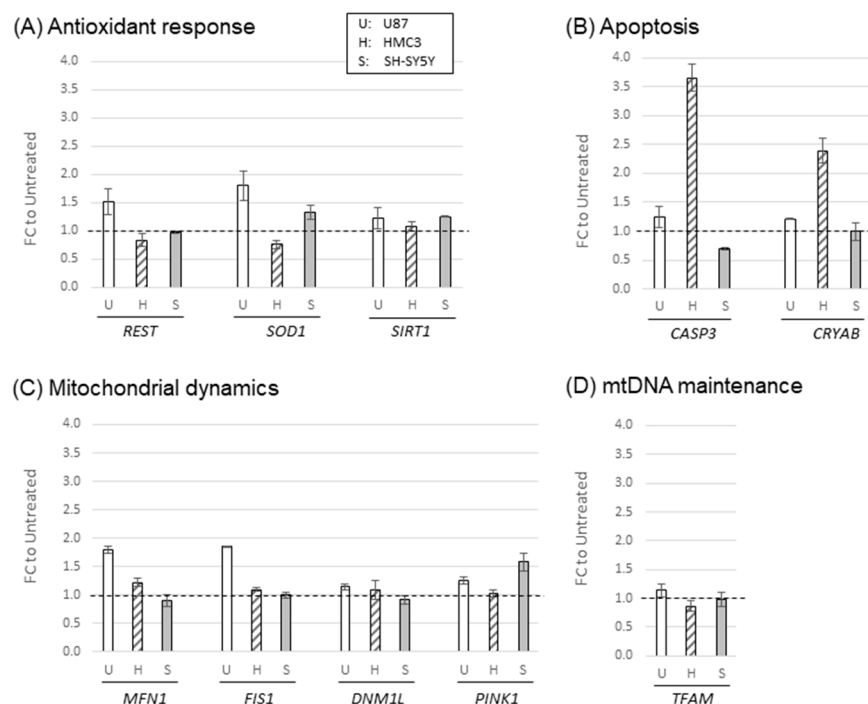 (A) Antioxidant response
U: U87
H: HMC3
S: SH-SY5Y
FC to Untreated
4.0
3.5
3.0
2.5
2.0
1.5
1.0
0.5
0.0
U H S U H S U H S
REST SOD1 SIRT1
(B) Apoptosis
FC to Untreated
4.0
3.5
3.0
2.5
2.0
1.5
1.0
0.5
0.0
U H S U H S
CASP3 CRYAB
(C) Mitochondrial dynamics
FC to Untreated
4.0
3.5
3.0
2.5
2.0
1.5
1.0
0.5
0.0
U H S U H S U H S U H S
MFN1 FIS1 DNM1L PINK1
(D) mtDNA maintenance
FC to Untreated
4.0
3.5
3.0
2.5
2.0
1.5
1.0
0.5
0.0
U H S
TFAM